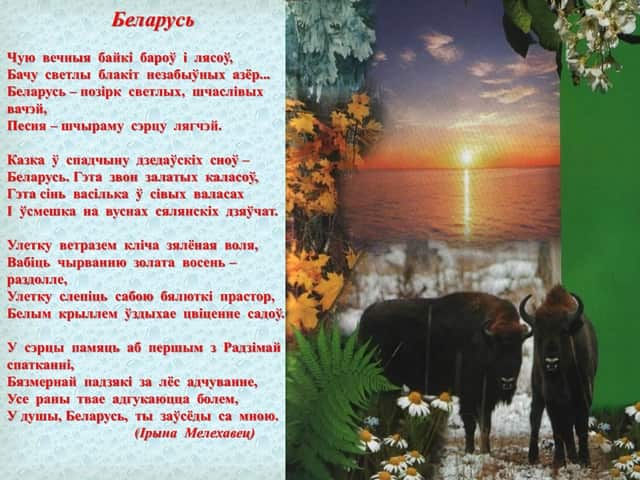 Беларусь
Чую вечныя байкі бароў і лясоў,
Бачу светлы блакіт незабыўных азёр...
Беларусь – позірк светлых, шчаслівых
вачэй,
Песня – шчыраму сэрцу лягчэй.
Казка ў спадчыну дзедаўскіх сноў –
Беларусь. Гэта звон залатых каласоў,
Гэта сінь васілька ў сівых валасах
І ўсмешка на вуснах сялянскіх дзяўчат.
Улетку ветразем кліча зялёная воля,
Вабіць чырванню золата восень –
раздолле,
Улетку слепіць сабою бялюткі прастор,
Белым крыллем ўздыхае цвіценне садоў.
У сэрцы памяць аб першым з Радзімай
спатканні,
Бязмернай падзякі за лёс адчуванне,
Усе раны твае адгукаюцца болем,
У душы, Беларусь, ты заўсёды са мною.
(Ірына Мелехавец)